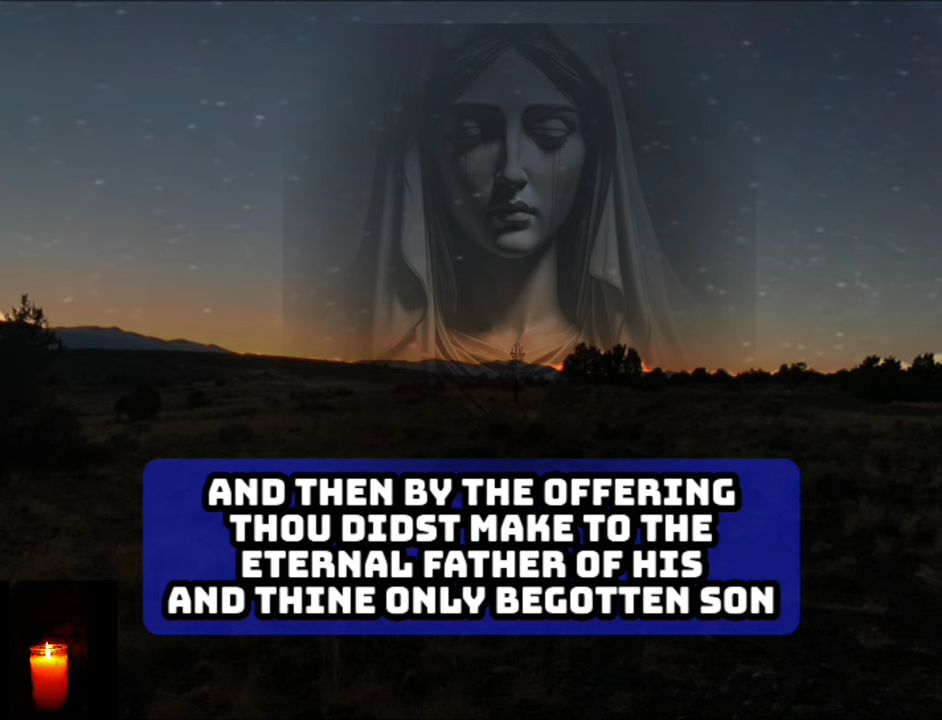 AND THEN BY THE OFFERING
THOU DIDST MAKE TO THE
ETERNAL FATHER OF HIS
AND THINE ONLY BEGOTTEN SON